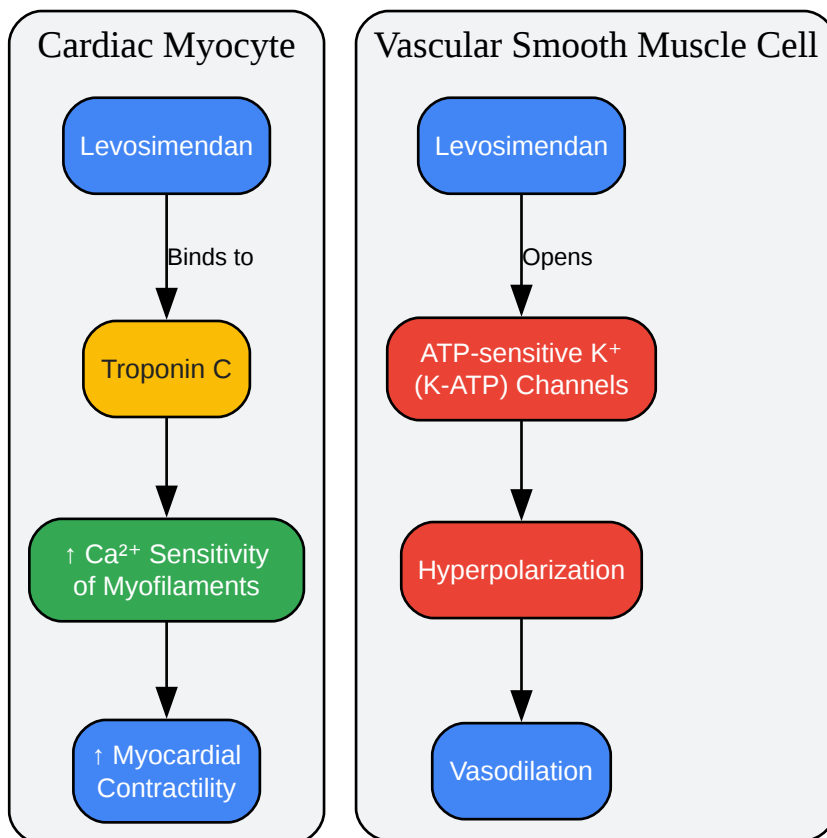 Cardiac Myocyte
Levosimendan
Binds to
Troponin C
↑ Ca²⁺ Sensitivity
of Myofilaments
↑ Myocardial
Contractility
Vascular Smooth Muscle Cell
Levosimendan
Opens
ATP-sensitive K⁺
(K-ATP) Channels
Hyperpolarization
Vasodilation